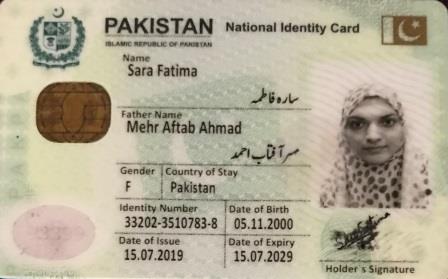 PAKISTAN National Identity Card
ISLAMIC REPUBLIC OF PAKISTAN
Name
Sara Fatima
سارہ فاطمہ
Father Name
Mehr Aftab Ahmad
مہر آفتاب احمد
Gender Country of Stay
F Pakistan
Identity Number Date of Birth
33202-3510783-8 05.11.2000
Date of Issue Date of Expiry
15.07.2019 15.07.2029
Holder's Signature